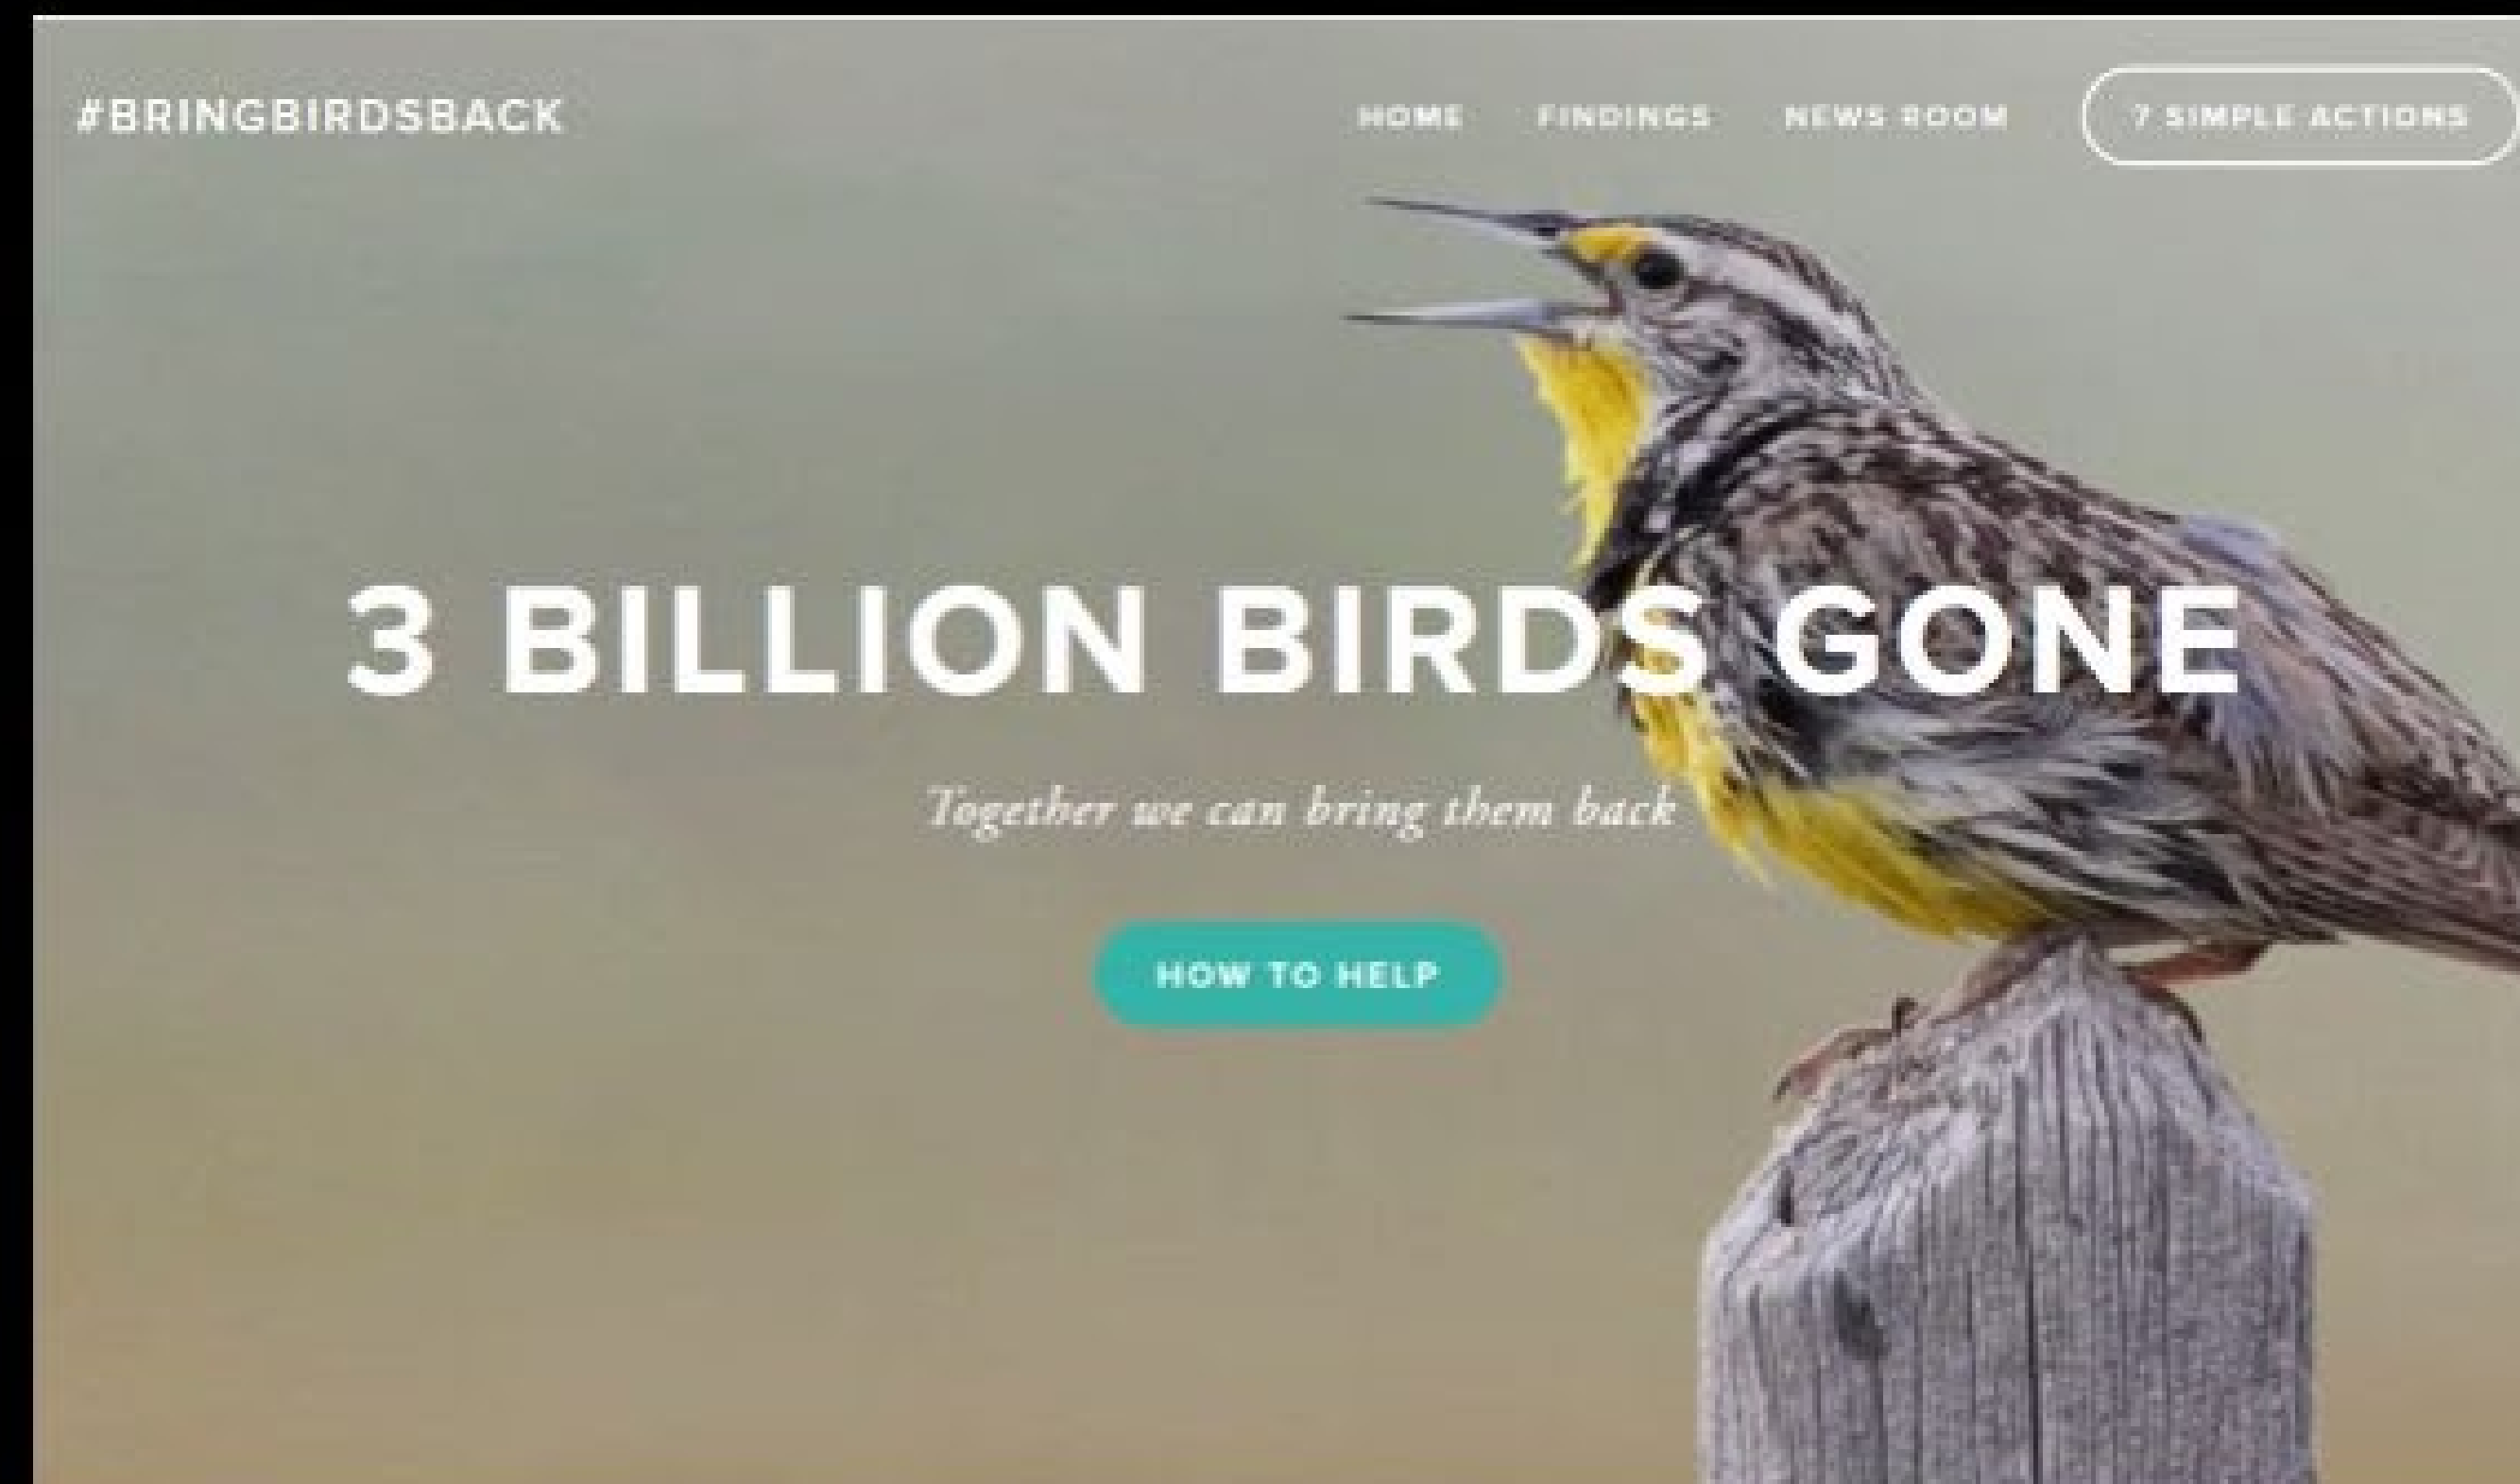 #BRINGBIRDSBACK
HOME FINDINGS NEWS ROOM 7 SIMPLE ACTIONS
3 BILLION BIRDS GONE
Together we can bring them back
HOW TO HELP